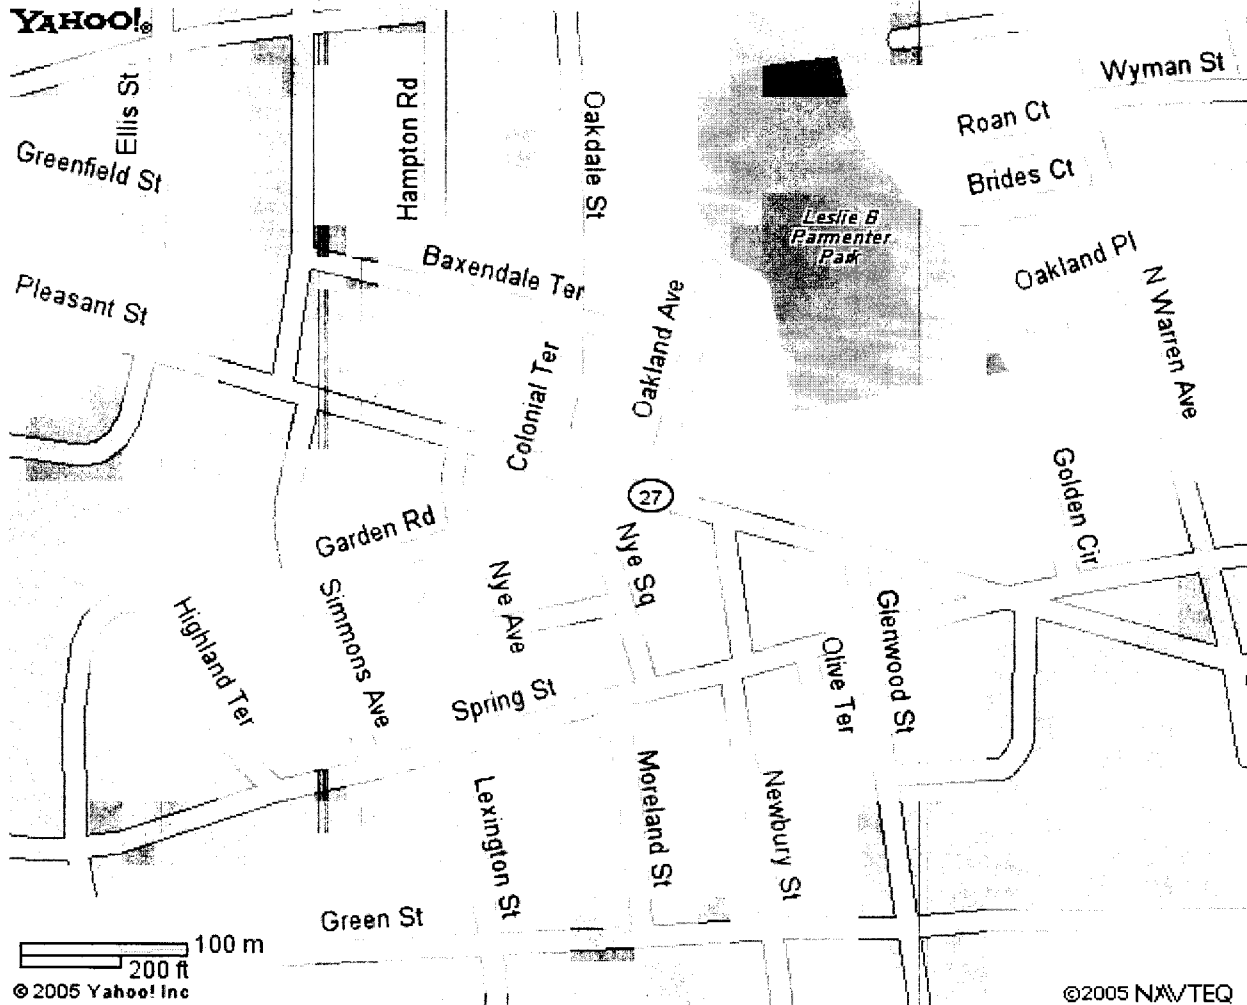 YAHOO!®
Ellis St
Greenfield St
Pleasant St
Hampton Rd
Oakdale St
Baxendale Ter
Colonial Ter
Oakland Ave
Leslie B
Parmenter
Park
Wyman St
Roan Ct
Brides Ct
Oakland Pl
N Warren Ave
Golden Cir
27
Garden Rd
Nye Sq
Nye Ave
Highland Ter
Simmons Ave
Spring St
Olive Ter
Glenwood St
Lexington St
Moreland St
Newbury St
Green St
100 m
200 ft
© 2005 Yahoo! Inc
©2005 NAVTEQ